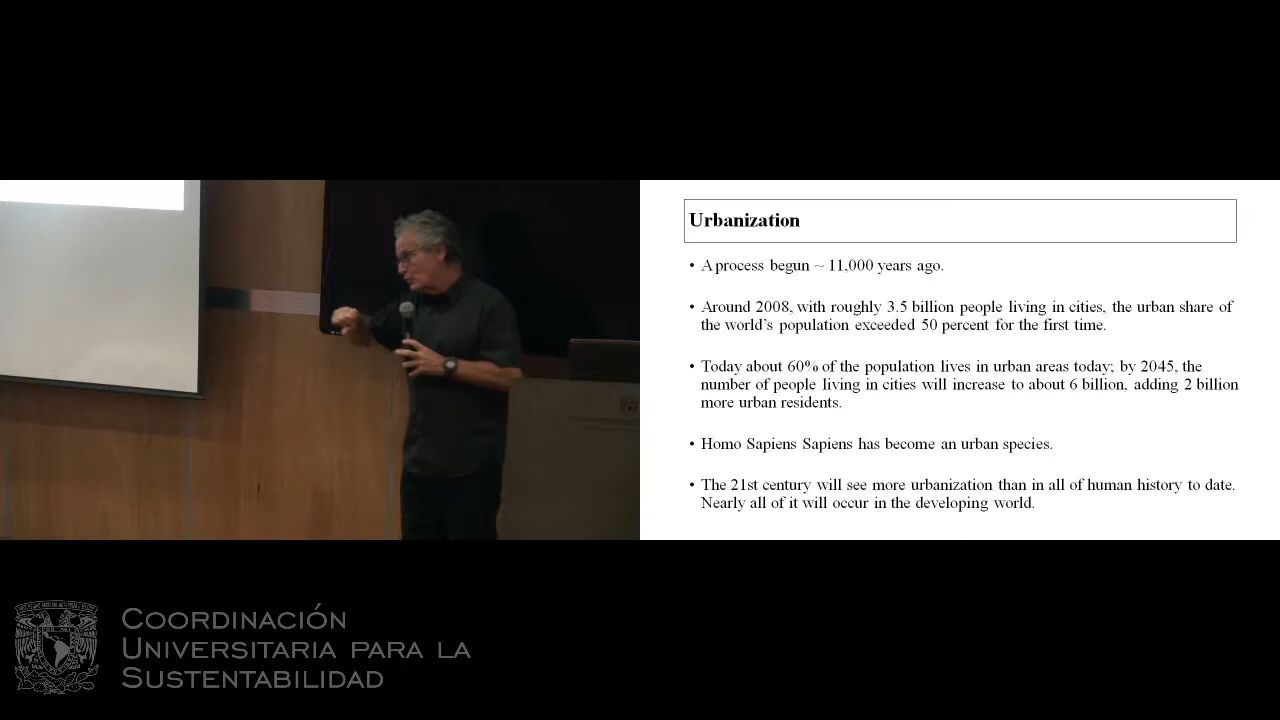 Urbanization
• A process begun ~ 11,000 years ago.
• Around 2008, with roughly 3.5 billion people living in cities, the urban share of
the world's population exceeded 50 percent for the first time.
• Today about 60% of the population lives in urban areas today; by 2045, the
number of people living in cities will increase to about 6 billion, adding 2 billion
more urban residents.
• Homo Sapiens Sapiens has become an urban species.
• The 21st century will see more urbanization than in all of human history to date.
Nearly all of it will occur in the developing world.
COORDINACIÓN
UNIVERSITARIA PARA LA
SUSTENTABILIDAD